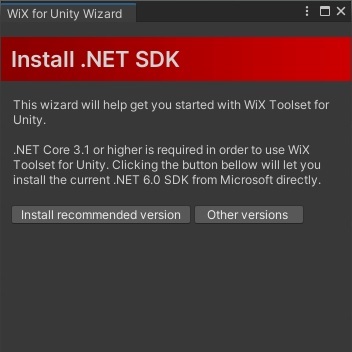 WiX for Unity Wizard
Install .NET SDK
This wizard will help get you started with WiX Toolset for
Unity.
.NET Core 3.1 or higher is required in order to use WiX
Toolset for Unity. Clicking the button bellow will let you
install the current .NET 6.0 SDK from Microsoft directly.
Install recommended version Other versions